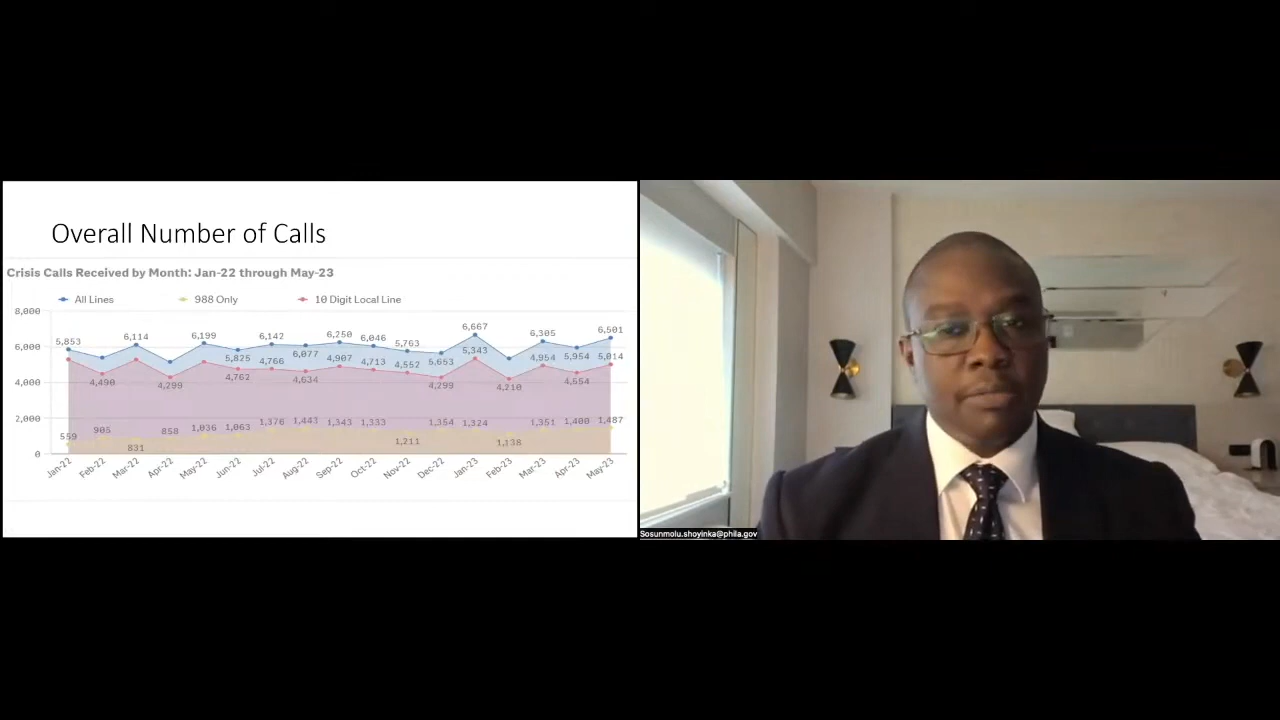 Overall Number of Calls
Crisis Calls Received by Month: Jan-22 through May-23
All Lines 988 Only 10 Digit Local Line
8,000
6,000
4,000
2,000
0
5,853 6,114 6,199 5,825 6,142 6,077 6,250 6,046 5,763 5,653 6,667 6,305 5,954 6,501
4,490 4,299 4,762 4,766 4,634 4,907 4,713 4,552 4,299 5,343 4,210 4,954 4,554 5,014
559 905 831 858 1,036 1,063 1,376 1,443 1,343 1,333 1,211 1,354 1,324 1,138 1,351 1,400 1,487
Jan-22 Feb-22 Mar-22 Apr-22 May-22 Jun-22 Jul-22 Aug-22 Sep-22 Oct-22 Nov-22 Dec-22 Jan-23 Feb-23 Mar-23 Apr-23 May-23
Sosunmolu.shoyinka@phila.gov